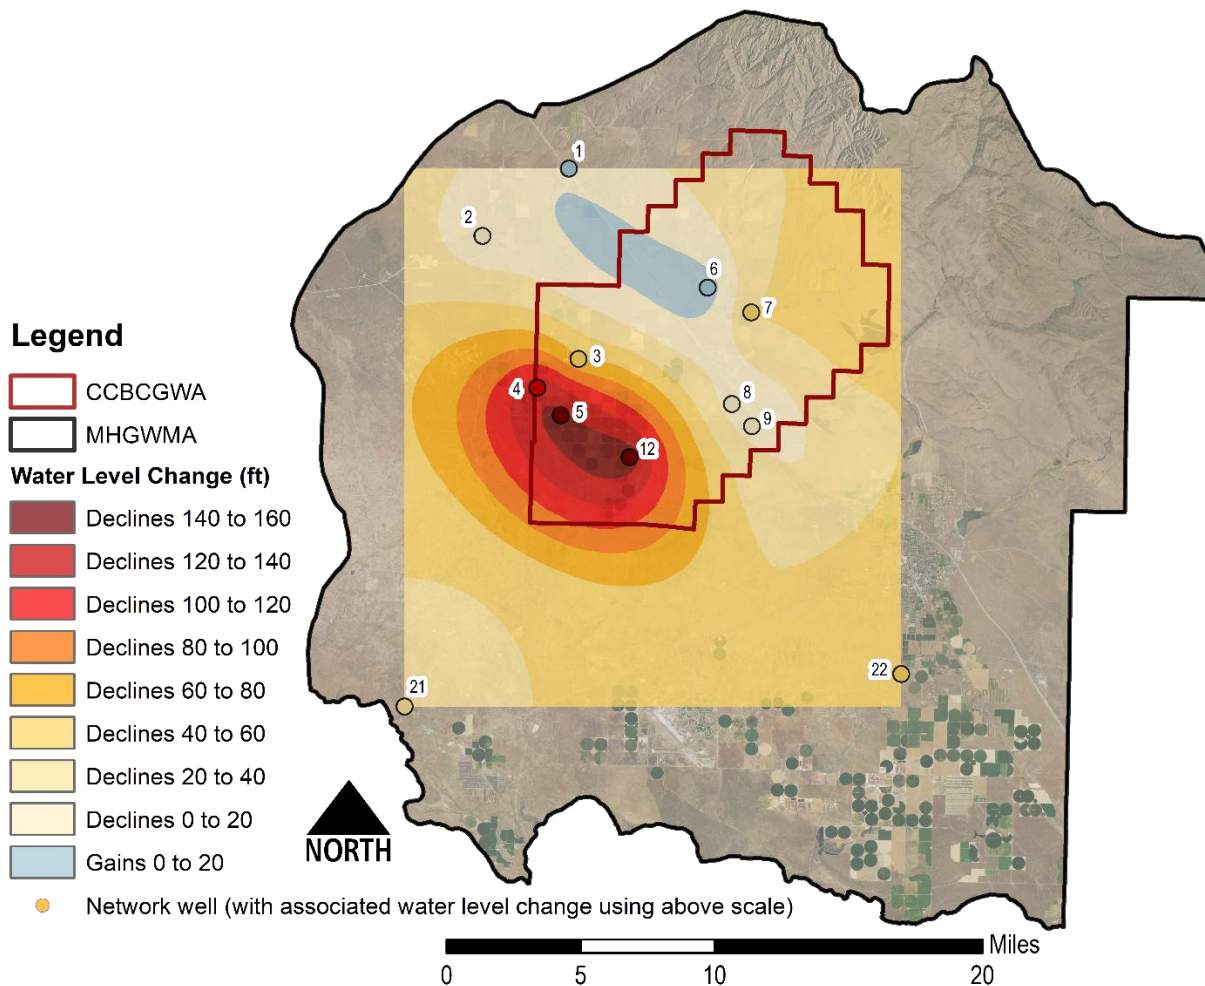 1
2
6
7
3
4
8
5
9
12
22
21
Legend
CCBCGWA
MHGWMA
Water Level Change (ft)
Declines 140 to 160
Declines 120 to 140
Declines 100 to 120
Declines 80 to 100
Declines 60 to 80
Declines 40 to 60
Declines 20 to 40
Declines 0 to 20
Gains 0 to 20
Network well (with associated water level change using above scale)
NORTH
Miles
0 5 10 20